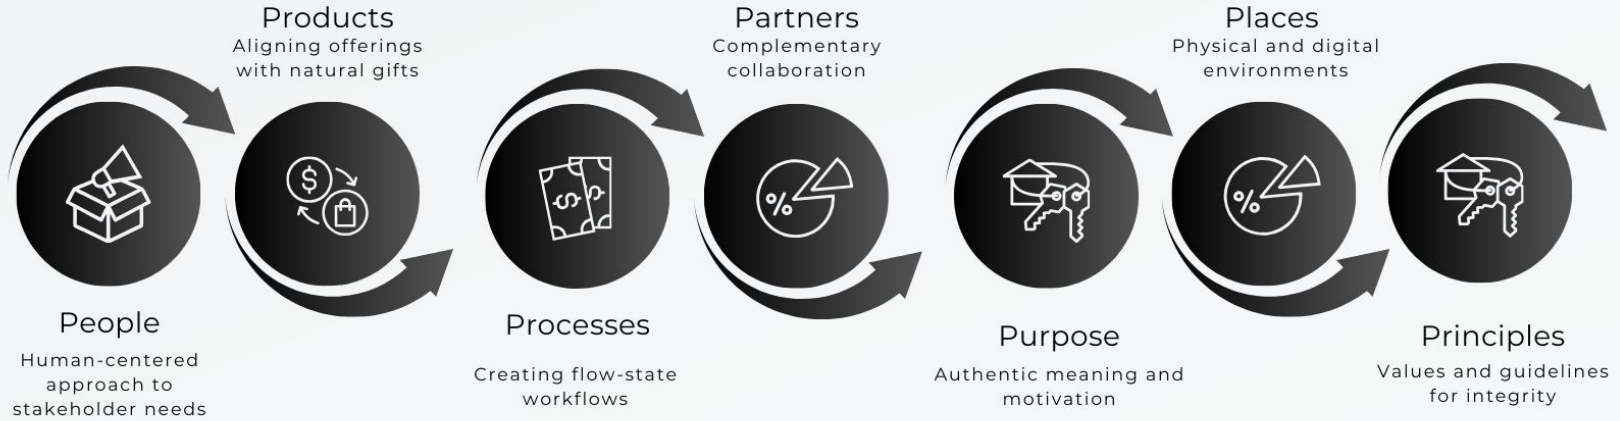 Products
Aligning offerings
with natural gifts
Partners
Complementary
collaboration
Places
Physical and digital
environments
$
%
$
$
%
People
Human-centered
approach to
stakeholder needs
Processes
Creating flow-state
workflows
Purpose
Authentic meaning and
motivation
Principles
Values and guidelines
for integrity